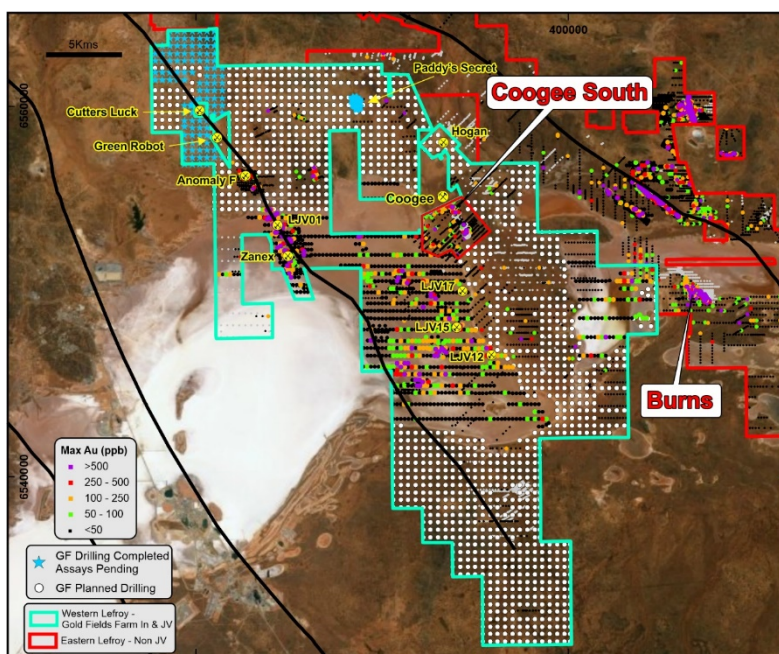 5Kms
400000
6560000
6540000
Paddy's Secret
Coogee South
Cutters Luck
Hogan
Green Robot
Anomaly F
Coogee
LJV01
Zanex
LJV17
LJV15
LJV12
Burns
Max Au (ppb)
>500
250 - 500
100 - 250
50 - 100
<50
GF Drilling Completed
Assays Pending
GF Planned Drilling
Western Lefroy -
Gold Fields Farm In & JV
Eastern Lefroy - Non JV